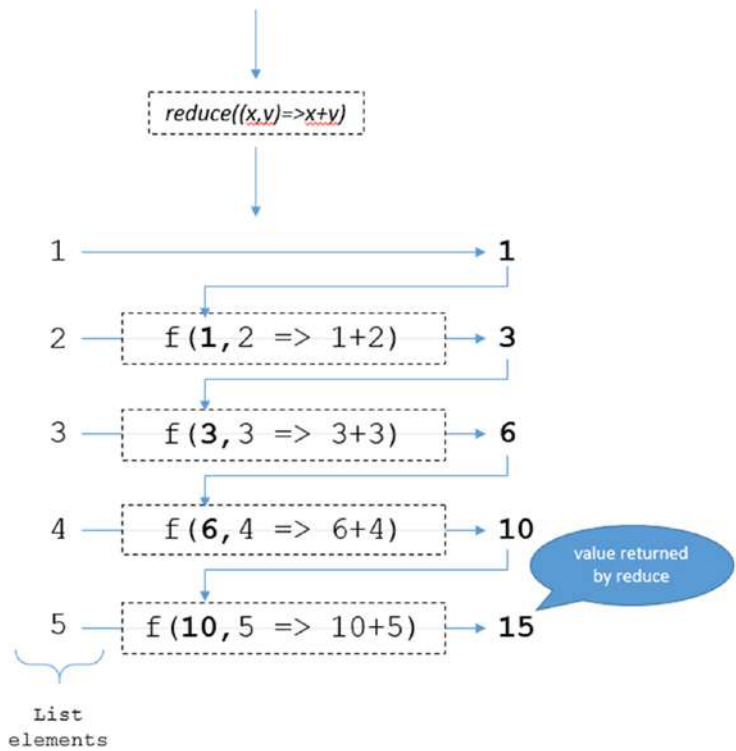 reduce((x,y)=>x+y)
1 1
2 f(1,2 => 1+2) 3
3 f(3,3 => 3+3) 6
4 f(6,4 => 6+4) 10
value returned
by reduce
5 f(10,5 => 10+5) 15
List
elements